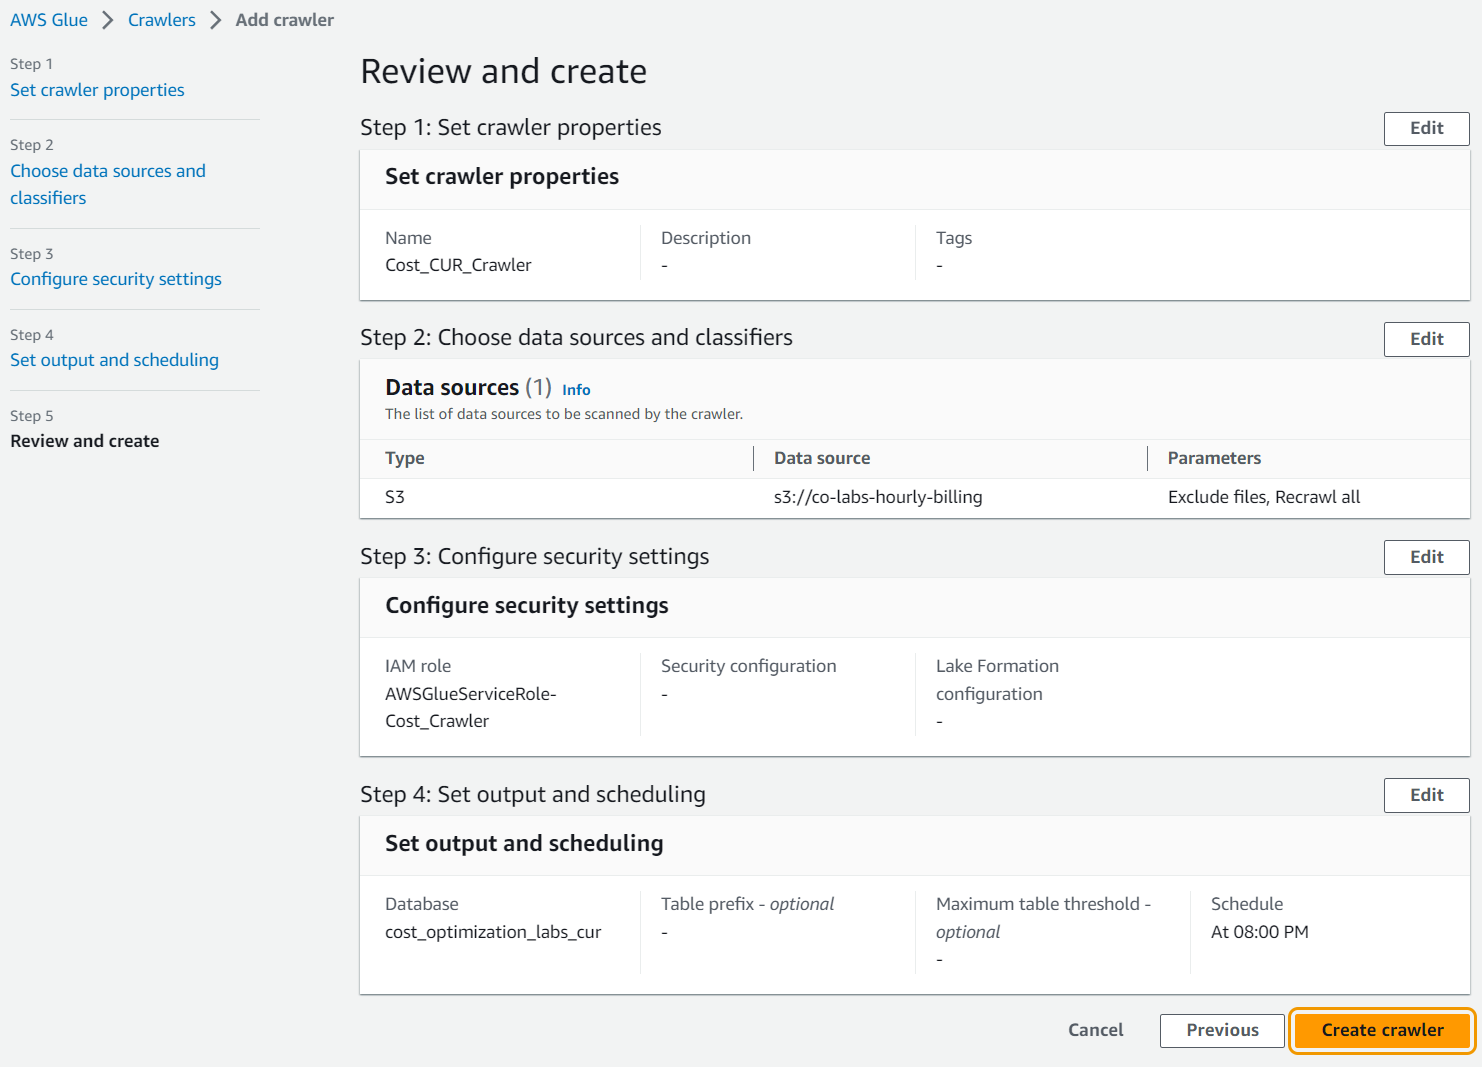 AWS Glue > Crawlers > Add crawler
Step 1
Set crawler properties
Step 2
Choose data sources and
classifiers
Step 3
Configure security settings
Step 4
Set output and scheduling
Step 5
Review and create
Review and create
Step 1: Set crawler properties
Edit
Set crawler properties
Name
Cost_CUR_Crawler
Description
-
Tags
-
Step 2: Choose data sources and classifiers
Edit
Data sources (1) Info
The list of data sources to be scanned by the crawler.
Type Data source Parameters
S3 s3://co-labs-hourly-billing Exclude files, Recrawl all
Step 3: Configure security settings
Edit
Configure security settings
IAM role
AWSGlueServiceRole-
Cost_Crawler
Security configuration
-
Lake Formation
configuration
-
Step 4: Set output and scheduling
Edit
Set output and scheduling
Database
cost_optimization_labs_cur
Table prefix - optional
-
Maximum table threshold -
optional
-
Schedule
At 08:00 PM
Cancel
Previous
Create crawler